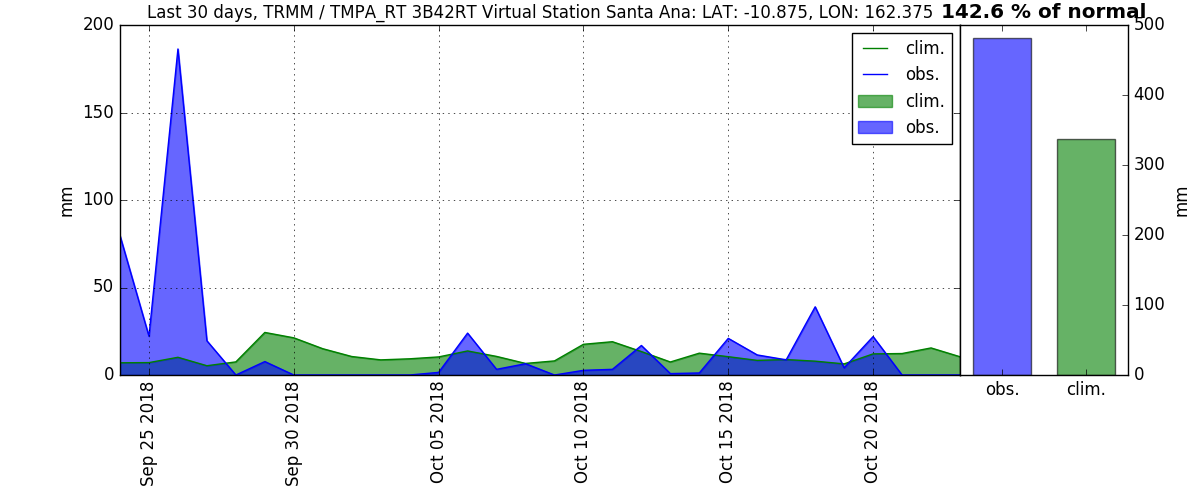 Last 30 days, TRMM / TMPA_RT 3B42RT Virtual Station Santa Ana: LAT: -10.875, LON: 162.375 142.6 % of normal
200
150
100
50
0
mm
clim.
obs.
clim.
obs.
500
400
300
200
100
0
mm
Sep 25 2018
Sep 30 2018
Oct 05 2018
Oct 10 2018
Oct 15 2018
Oct 20 2018
obs.
clim.